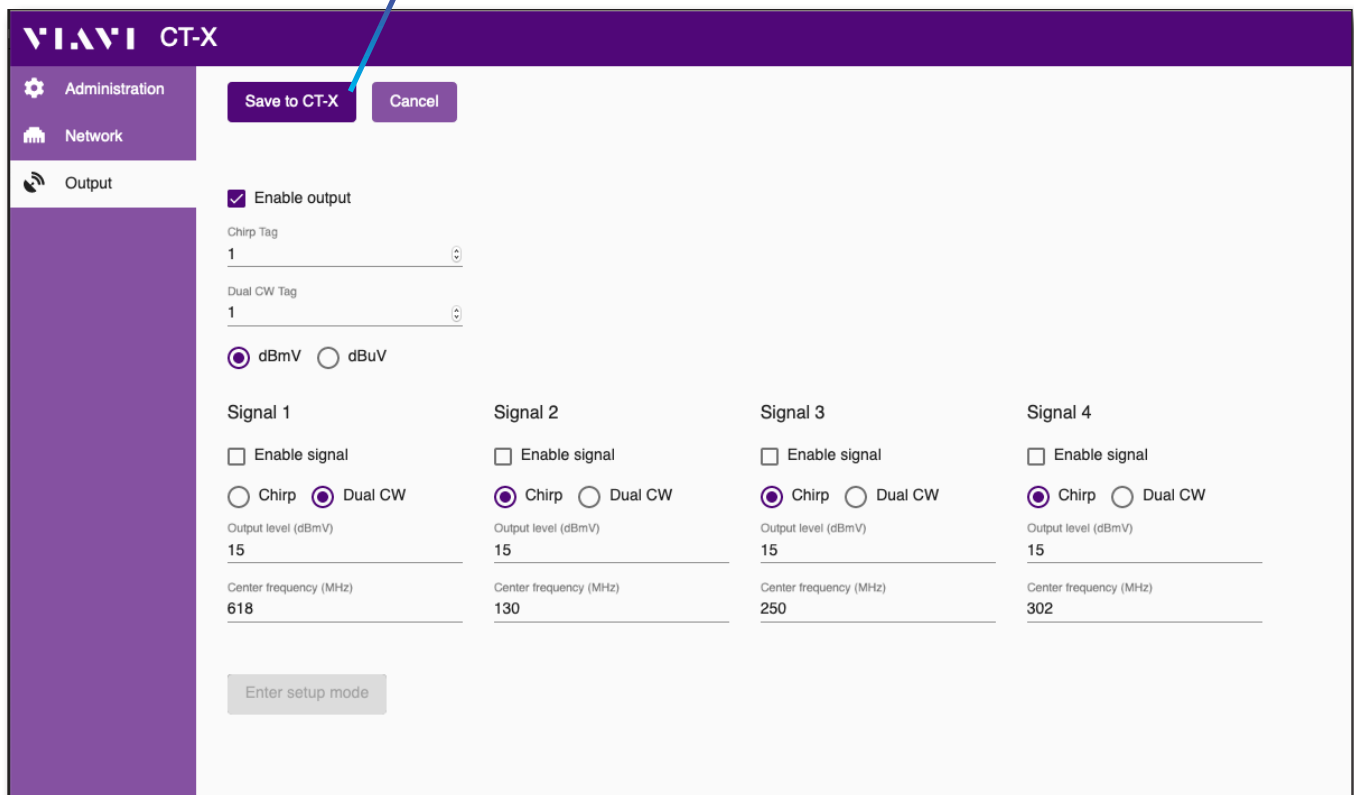 VIAVI CT-X
Administration
Network
Output
Save to CT-X Cancel
Enable output
Chirp Tag
1
Dual CW Tag
1
dBmV dBuV
Signal 1 Signal 2 Signal 3 Signal 4
Enable signal Enable signal Enable signal Enable signal
Chirp Dual CW Chirp Dual CW Chirp Dual CW Chirp Dual CW
Output level (dBmV) Output level (dBmV) Output level (dBmV) Output level (dBmV)
15 15 15 15
Center frequency (MHz) Center frequency (MHz) Center frequency (MHz) Center frequency (MHz)
618 130 250 302
Enter setup mode